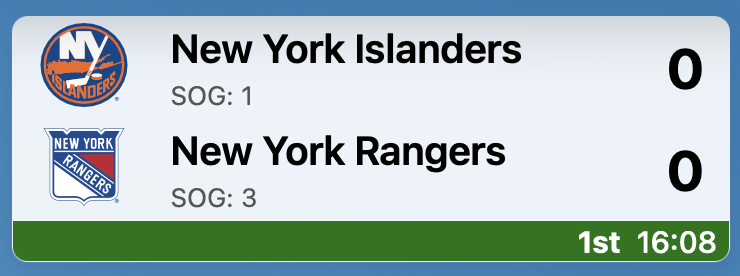 NY
ISLANDERS
New York Islanders
SOG: 1
0
NEW YORK
RANGERS
New York Rangers
SOG: 3
0
1st 16:08